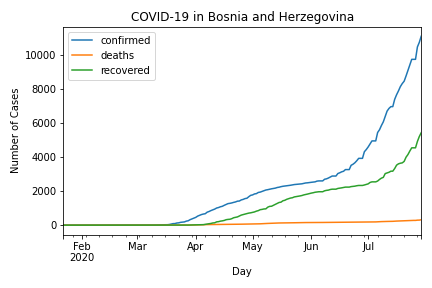 COVID-19 in Bosnia and Herzegovina
confirmed
deaths
recovered
Number of Cases
10000
8000
6000
4000
2000
0
Feb
2020
Mar
Apr
May
Jun
Jul
Day